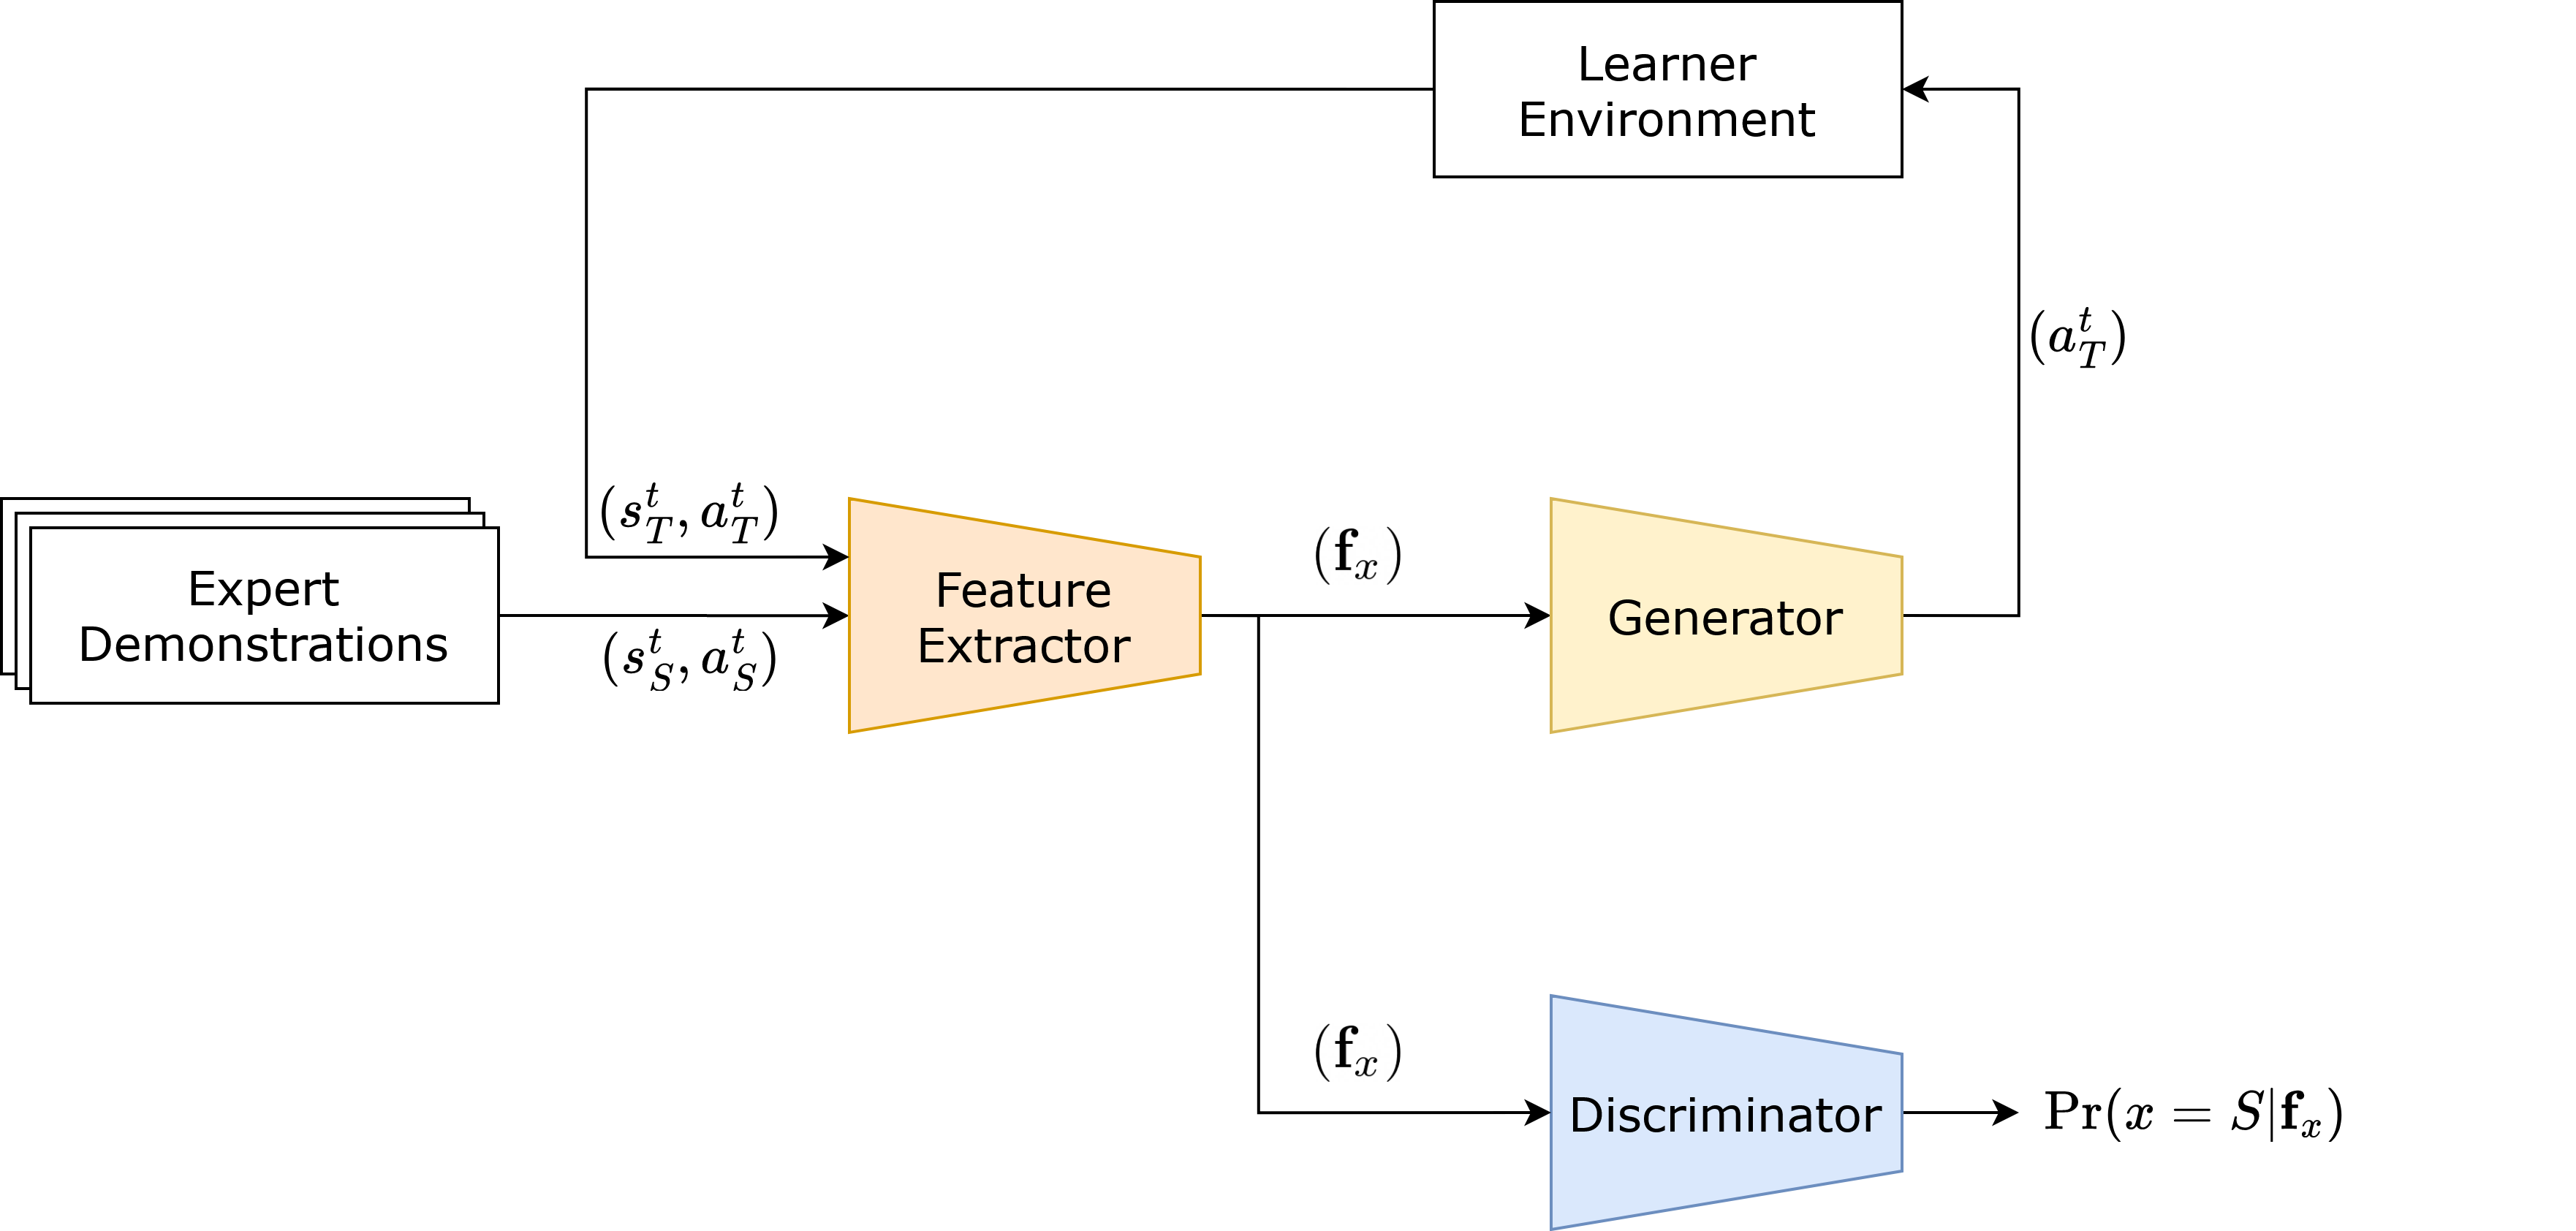 Learner
Environment
$(a_T^t)$
$(s_T^t, a_T^t)$
Expert
Demonstrations
$(s_S^t, a_S^t)$
Feature
Extractor
$(\mathbf{f}_x)$
Generator
$(\mathbf{f}_x)$
Discriminator
$\Pr(x = S|\mathbf{f}_x)$